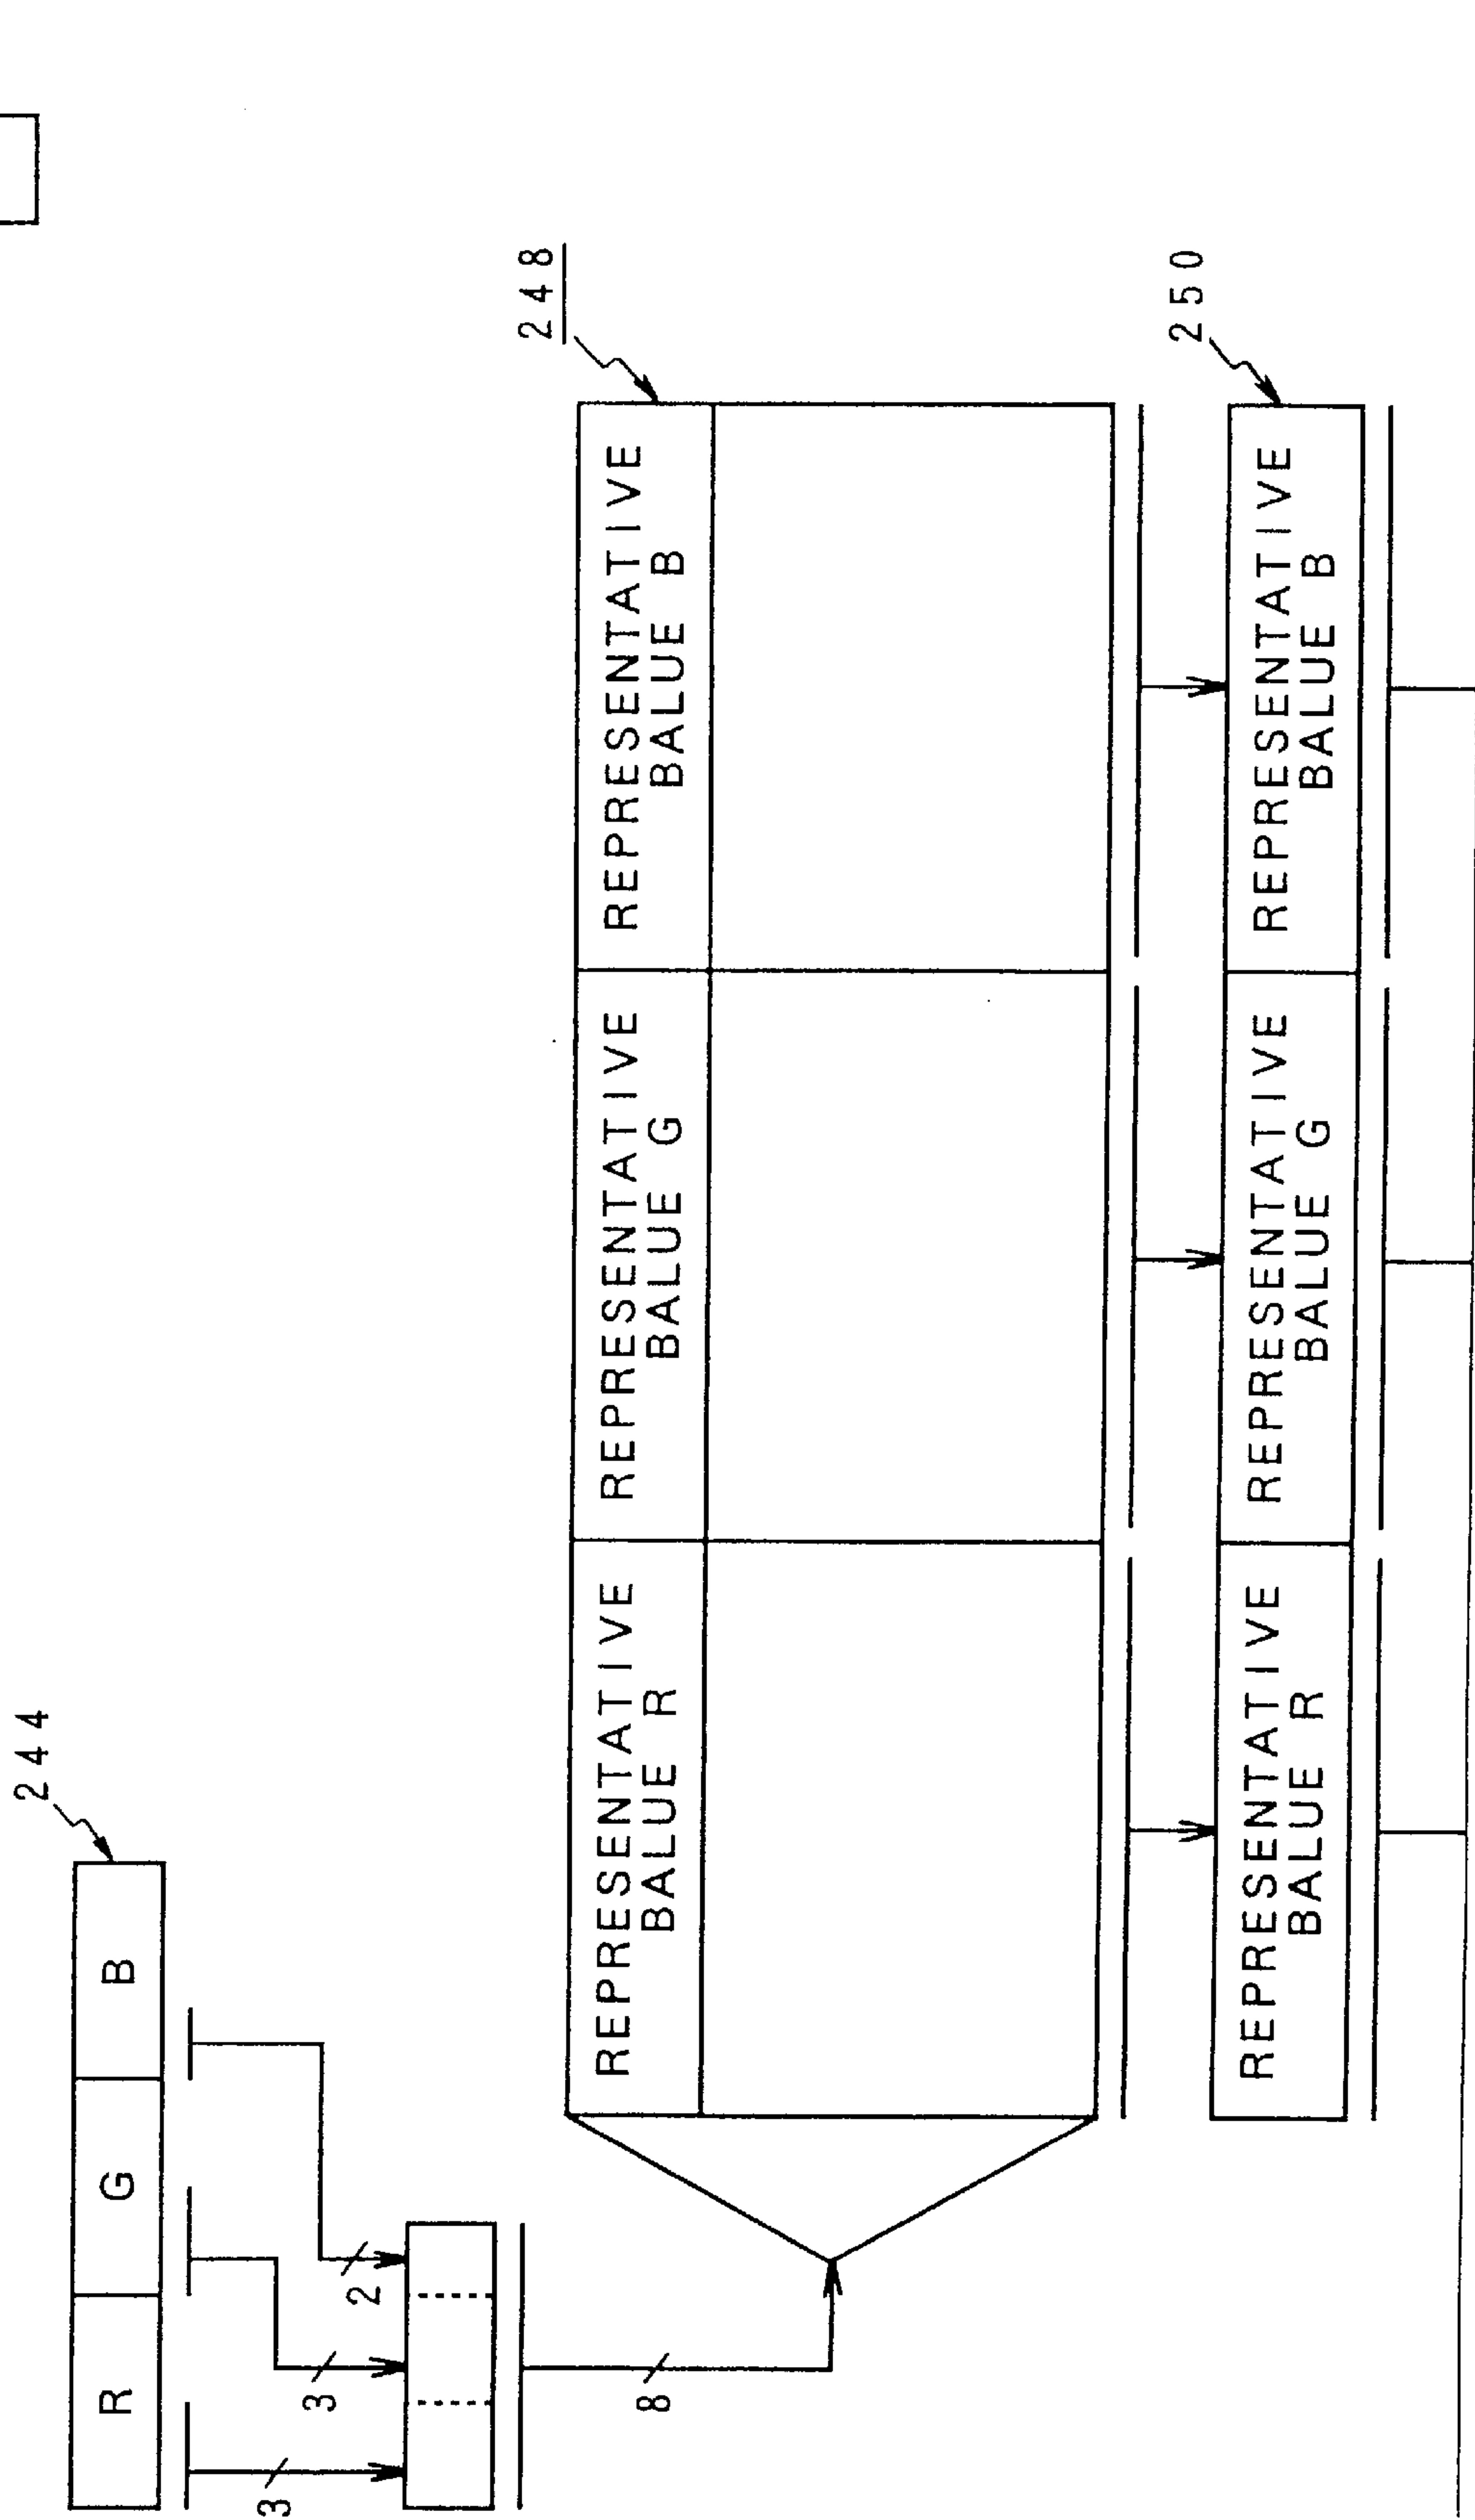 244
R
G
B
3
3
2
8
248
REPRESENTATIVE
BALUE R
REPRESENTATIVE
BALUE G
REPRESENTATIVE
BALUE B
250
REPRESENTATIVE
BALUE R
REPRESENTATIVE
BALUE G
REPRESENTATIVE
BALUE B